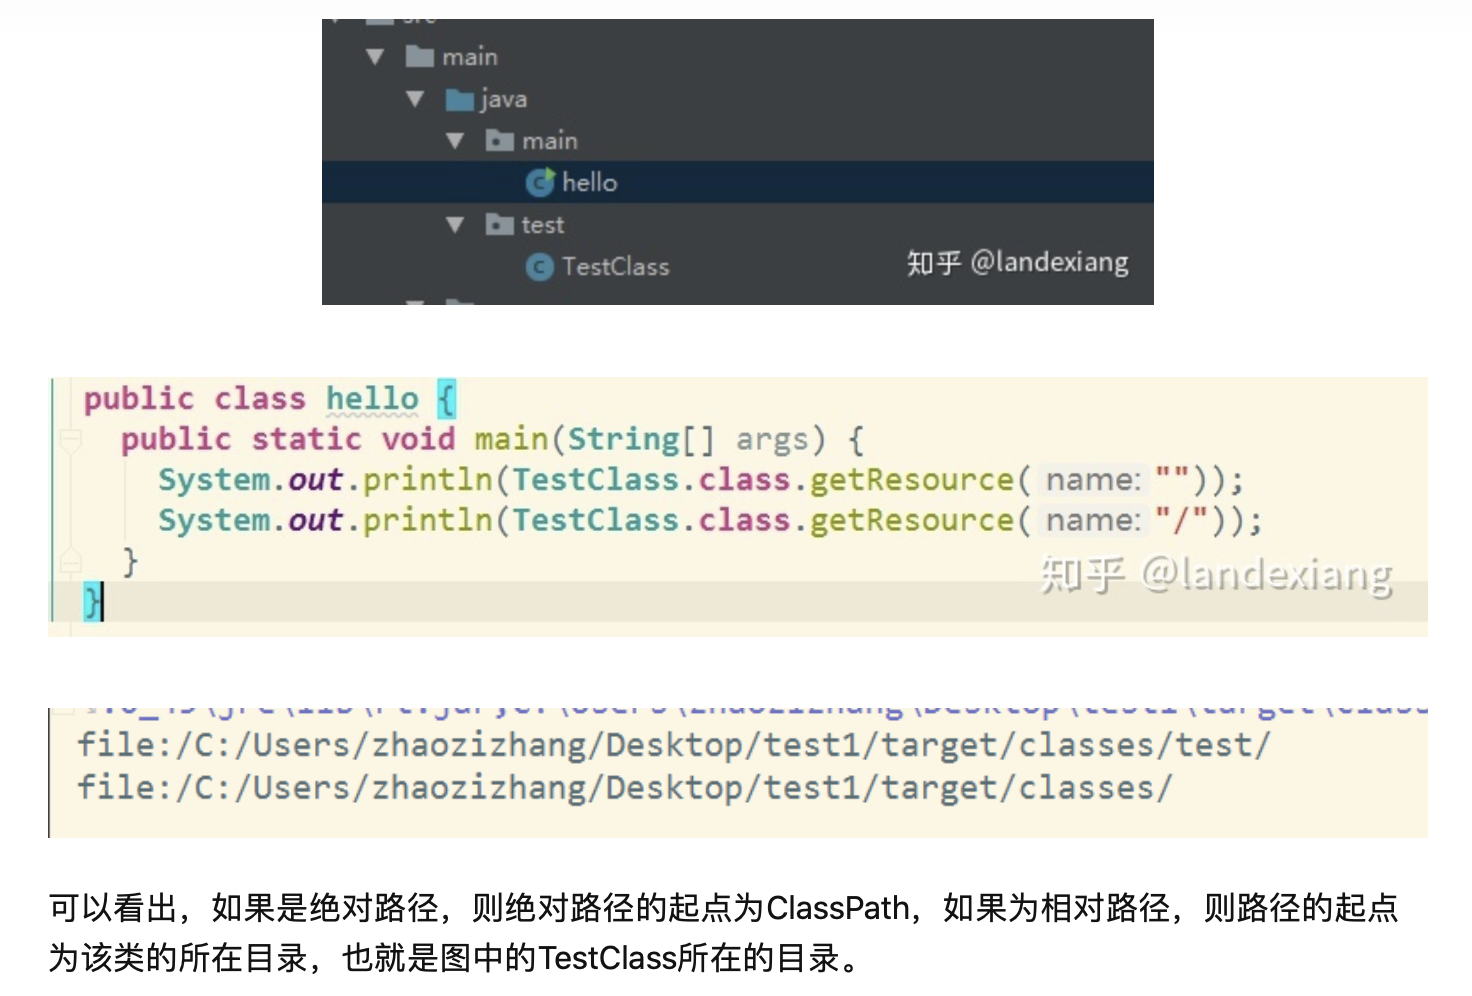 src
main
java
main
hello
test
TestClass
知乎 @landexiang
public class hello {
public static void main(String[] args) {
System.out.println(TestClass.class.getResource( name: ""));
System.out.println(TestClass.class.getResource( name: "/"));
}
知乎 @landexiang
}
file:/C:/Users/zhaozizhang/Desktop/test1/target/classes/test/
file:/C:/Users/zhaozizhang/Desktop/test1/target/classes/
可以看出，如果是绝对路径，则绝对路径的起点为ClassPath，如果为相对路径，则路径的起点
为该类的所在目录，也就是图中的TestClass所在的目录。